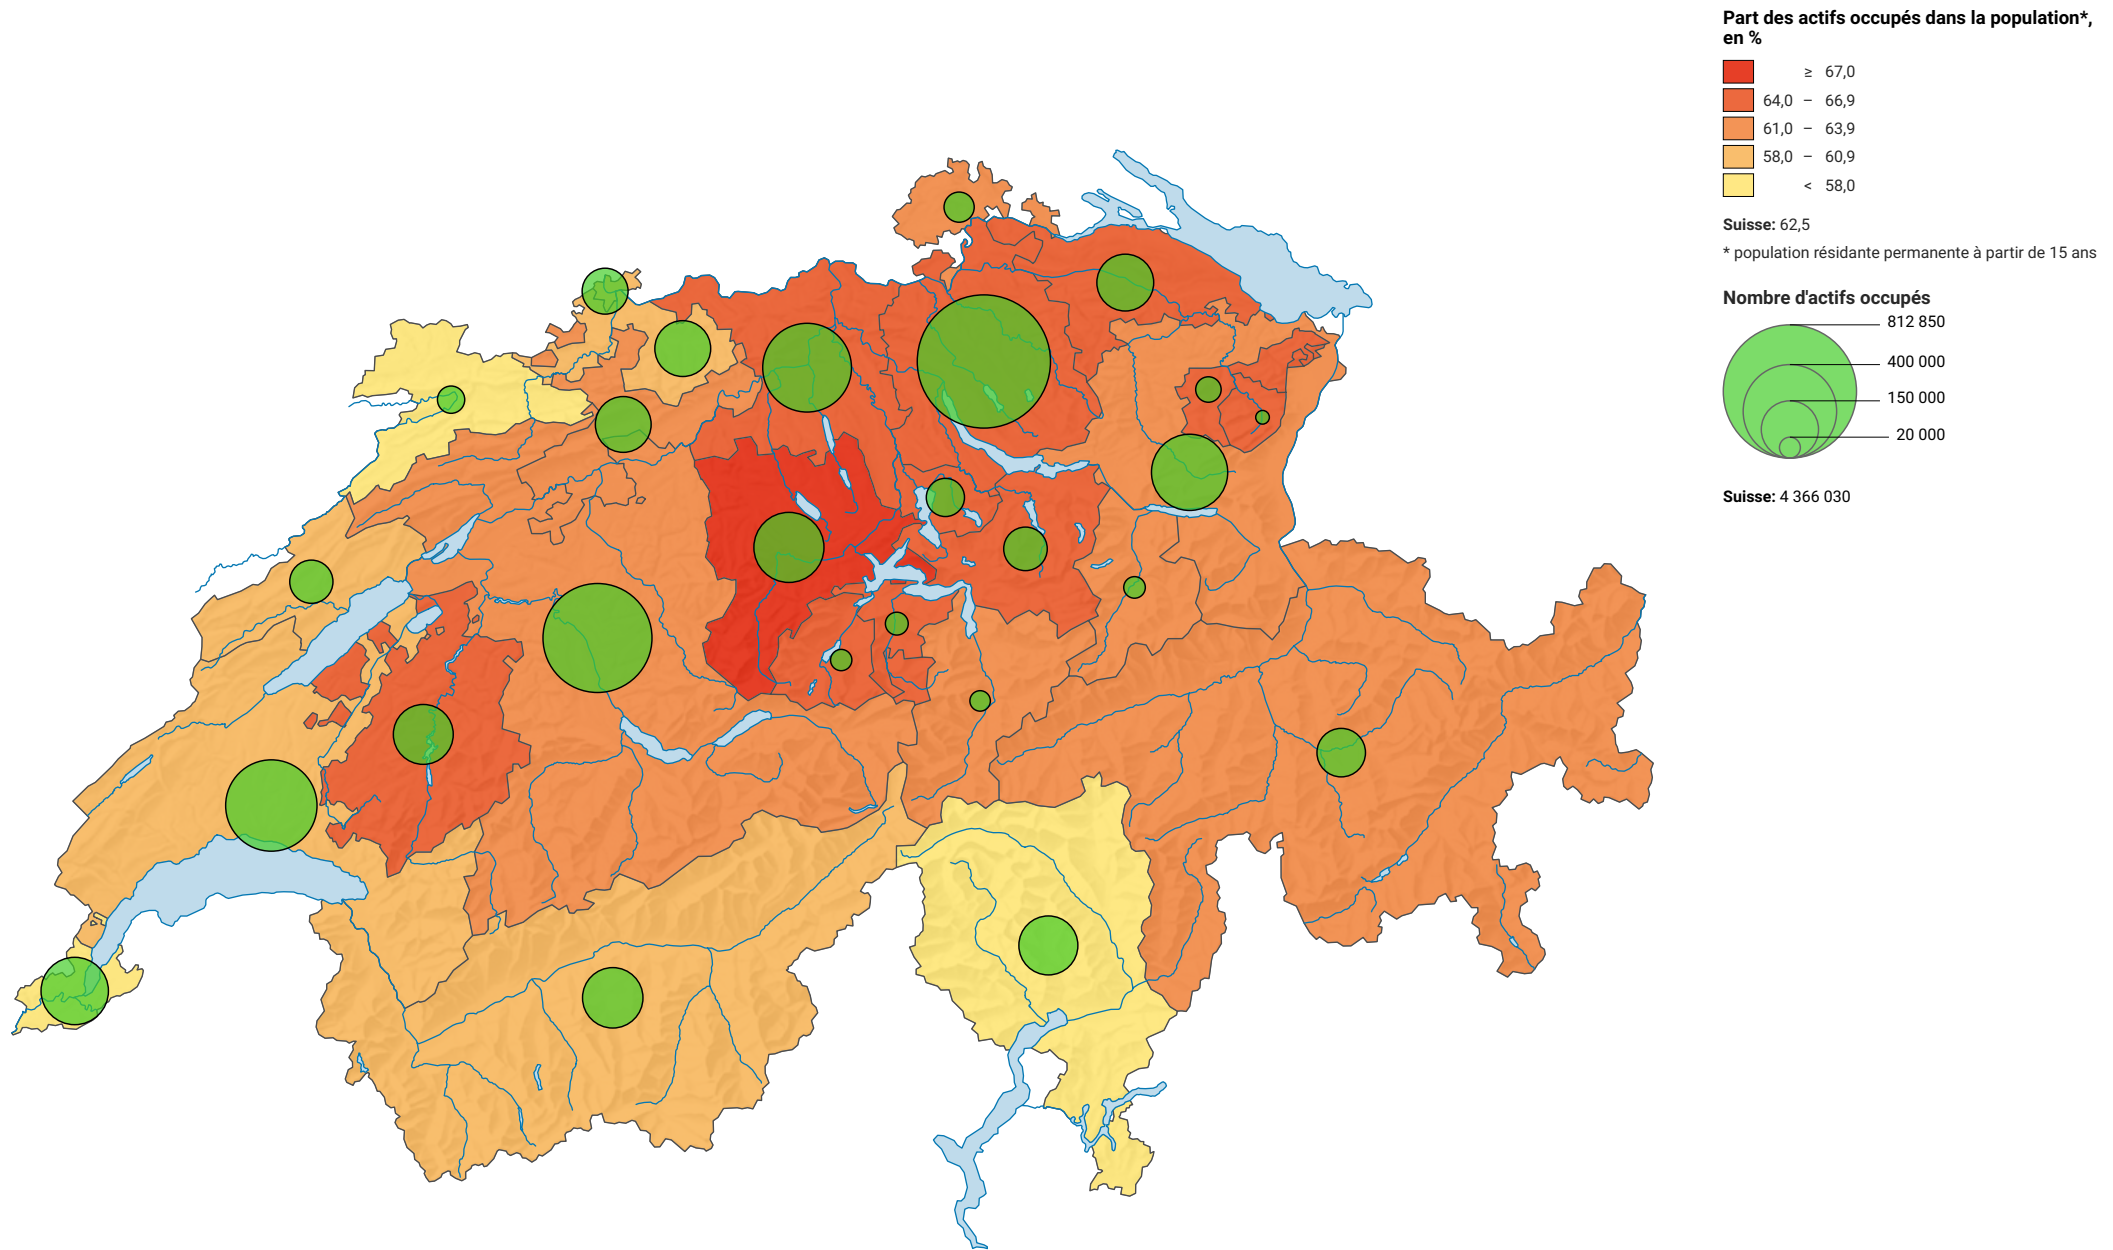 Part des actifs occupés dans la population*,
en %
≥ 67,0
64,0 – 66,9
61,0 – 63,9
58,0 – 60,9
< 58,0
Suisse: 62,5
* population résidante permanente à partir de 15 ans
Nombre d'actifs occupés
812 850
400 000
150 000
20 000
Suisse: 4 366 030